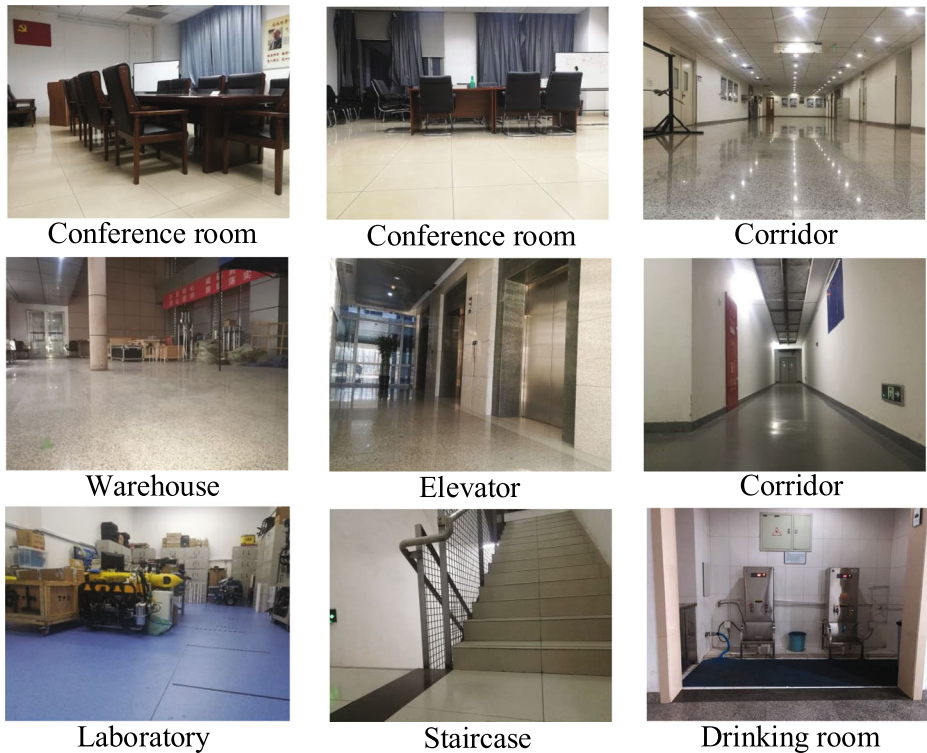 Conference room
Conference room
Corridor
Warehouse
Elevator
Corridor
Laboratory
Staircase
Drinking room